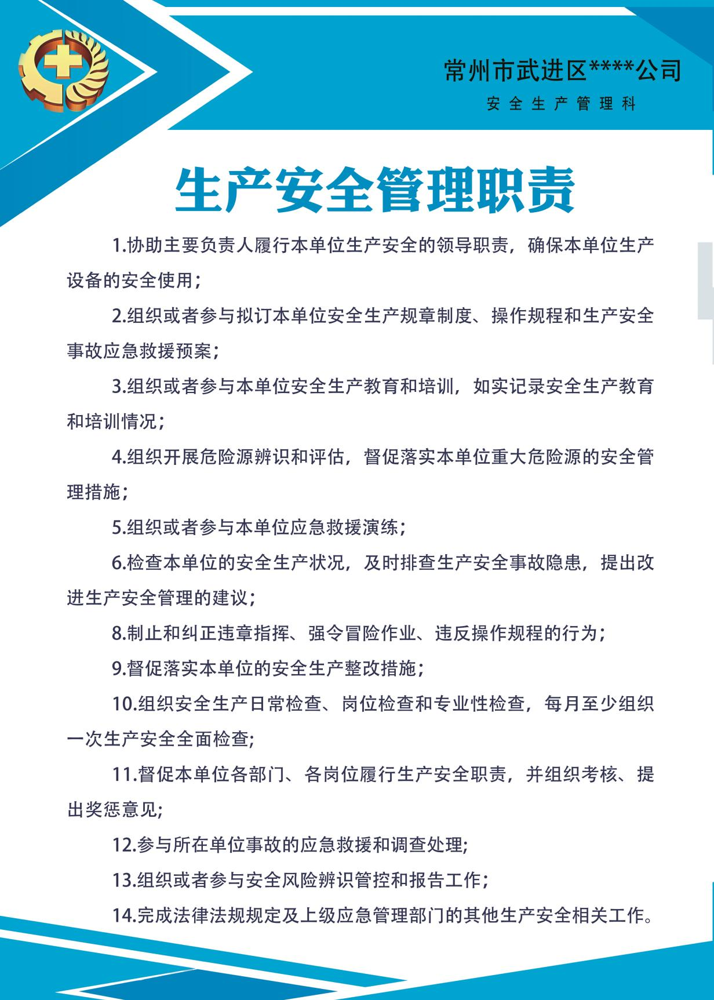 常州市武进区****公司
安全生产管理科
生产安全管理职责
1.协助主要负责人履行本单位生产安全的领导职责，确保本单位生产
设备的安全使用；
2.组织或者参与拟订本单位安全生产规章制度、操作规程和生产安全
事故应急救援预案；
3.组织或者参与本单位安全生产教育和培训，如实记录安全生产教育
和培训情况；
4.组织开展危险源辨识和评估，督促落实本单位重大危险源的安全管
理措施；
5.组织或者参与本单位应急救援演练；
6.检查本单位的安全生产状况，及时排查生产安全事故隐患，提出改
进生产安全管理的建议；
8.制止和纠正违章指挥、强令冒险作业、违反操作规程的行为；
9.督促落实本单位的安全生产整改措施；
10.组织安全生产日常检查、岗位检查和专业性检查，每月至少组织
一次生产安全全面检查;
11.督促本单位各部门、各岗位履行生产安全职责，并组织考核、提
出奖惩意见;
12.参与所在单位事故的应急救援和调查处理;
13.组织或者参与安全风险辨识管控和报告工作；
14.完成法律法规规定及上级应急管理部门的其他生产安全相关工作。